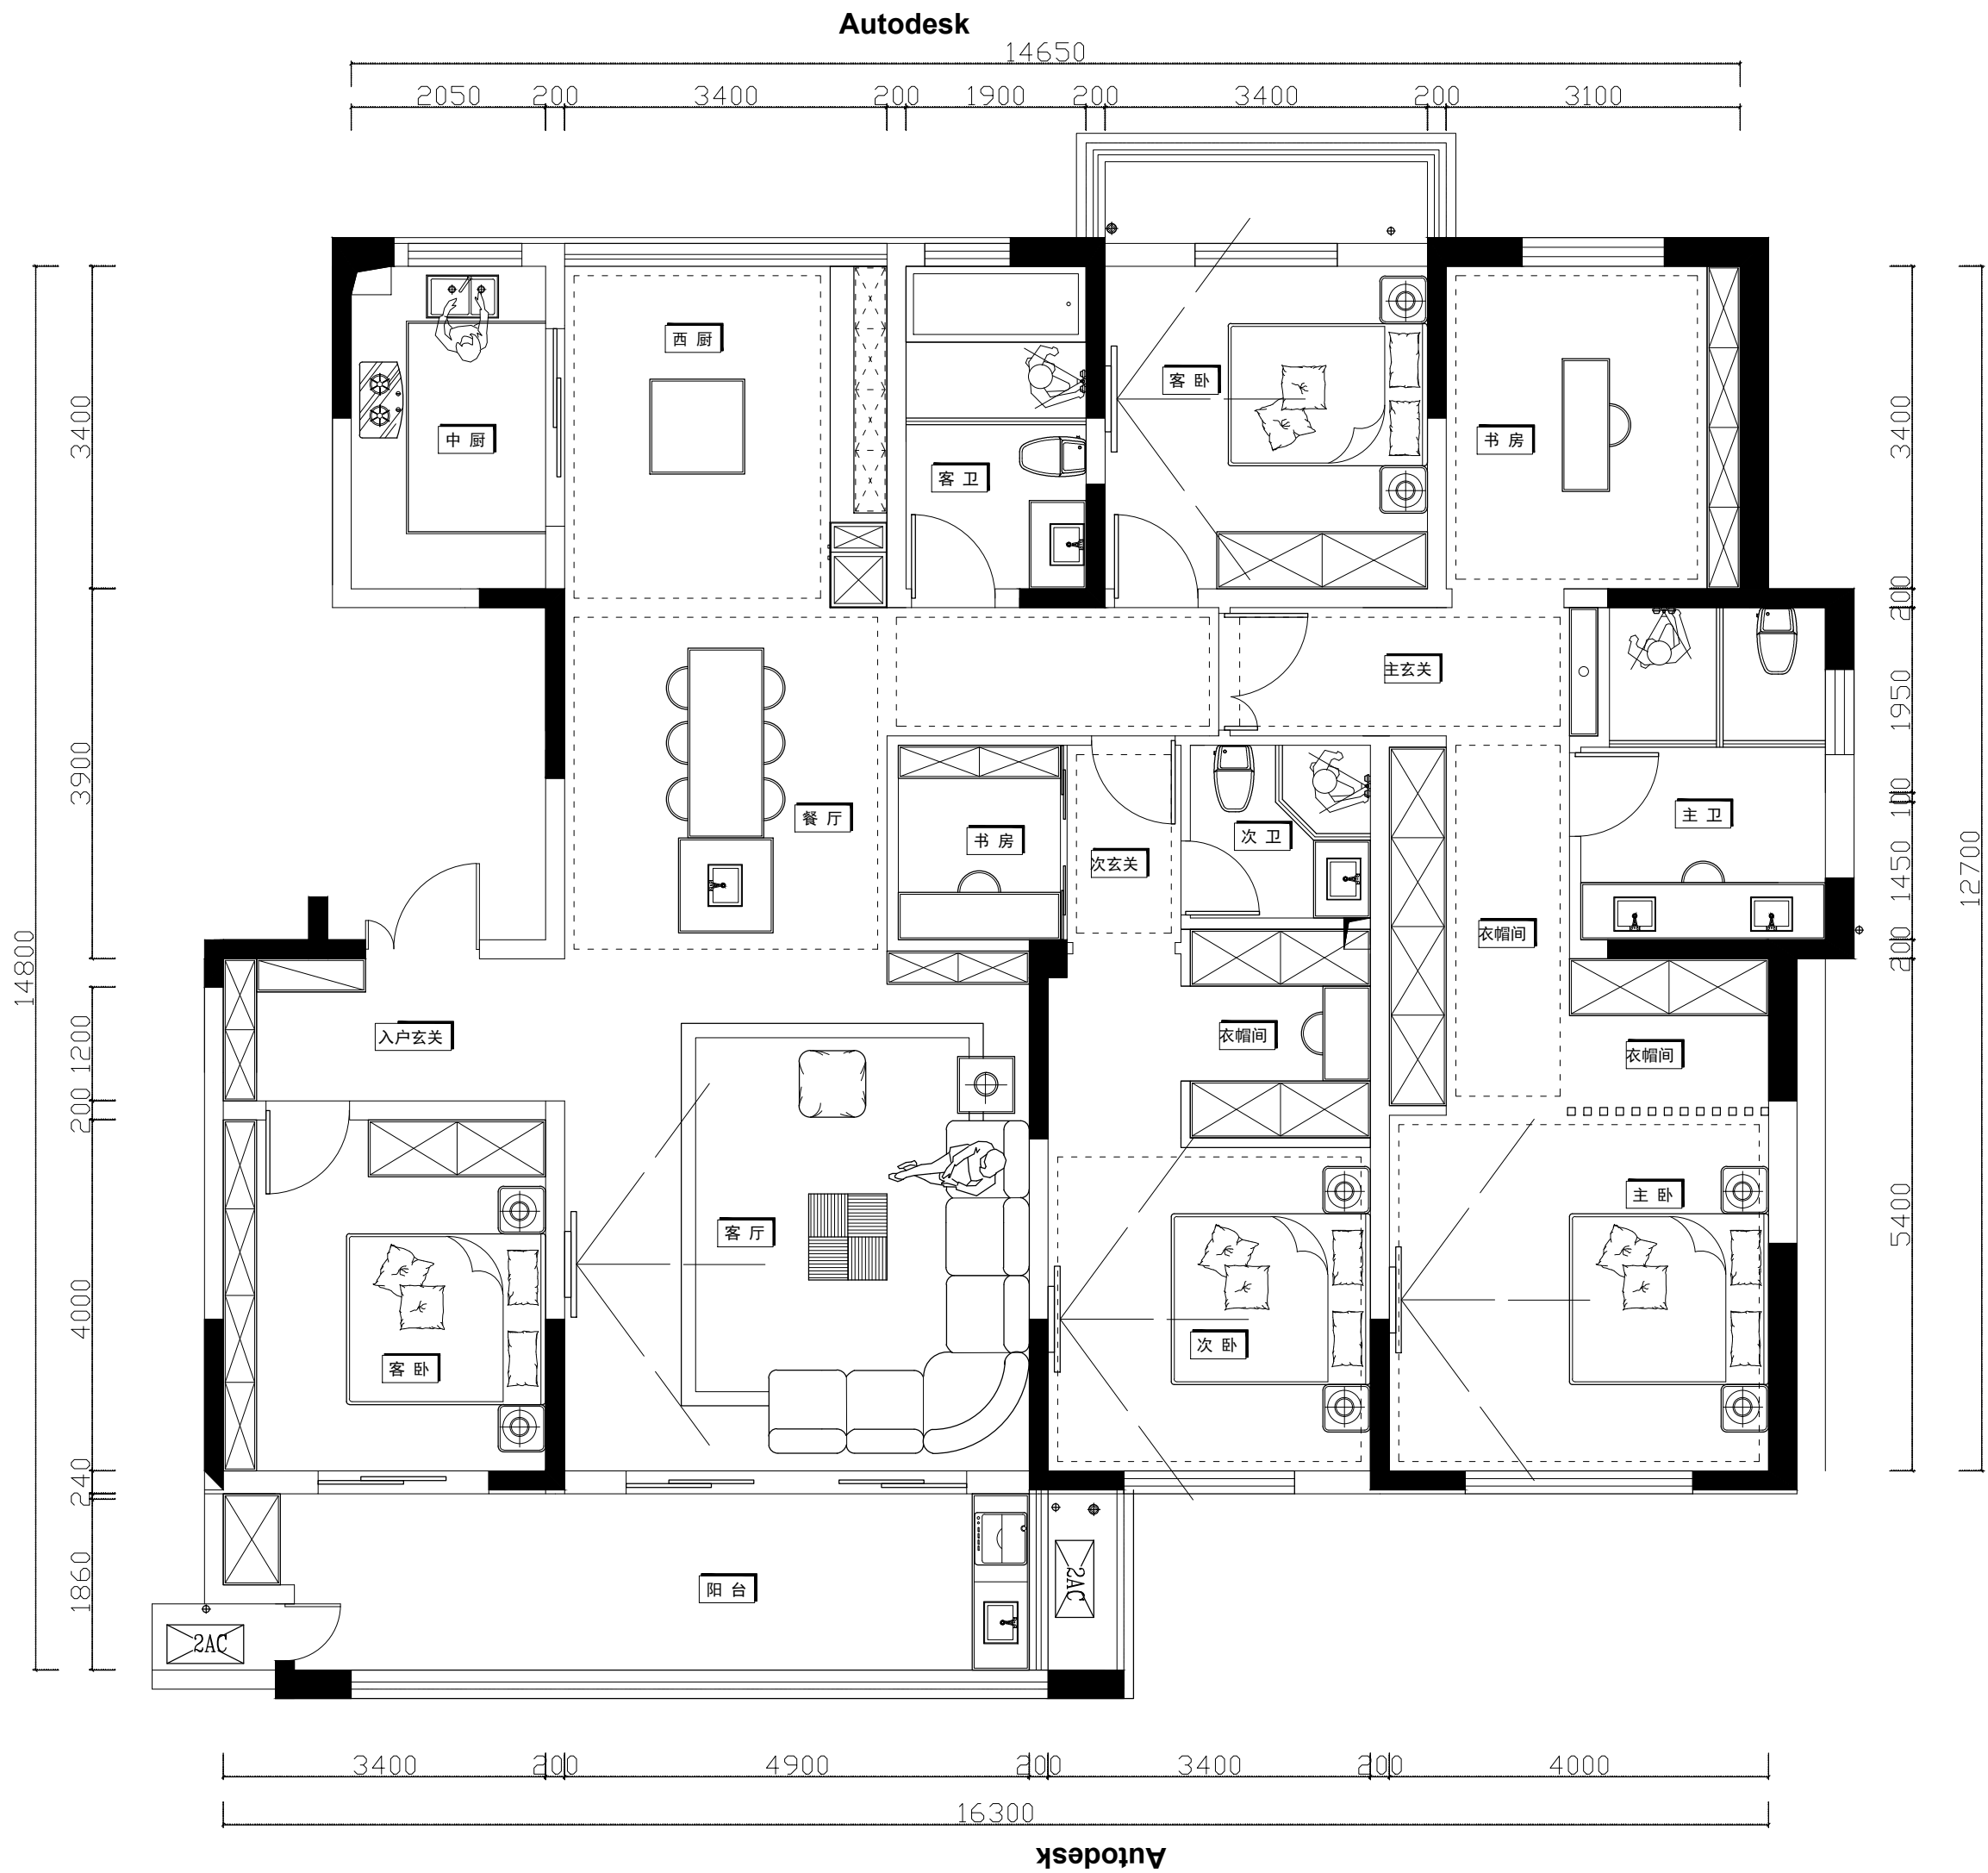 Autodesk
14650
2050 200 3400 200 1900 200 3400 200 3100
西 厨
中 厨
客 卫
客 卧
书 房
主玄关
餐 厅
书 房
次玄关
次 卫
主 卫
衣帽间
入户玄关
衣帽间
衣帽间
客 厅
主 卧
客 卧
次 卧
阳 台
2AC
2AC
14800
3400
3900
1200
200
4000
240
1860
3400
200
1950
100
1450
200
5400
12700
3400 200 4900 200 3400 200 4000
16300
Autodesk